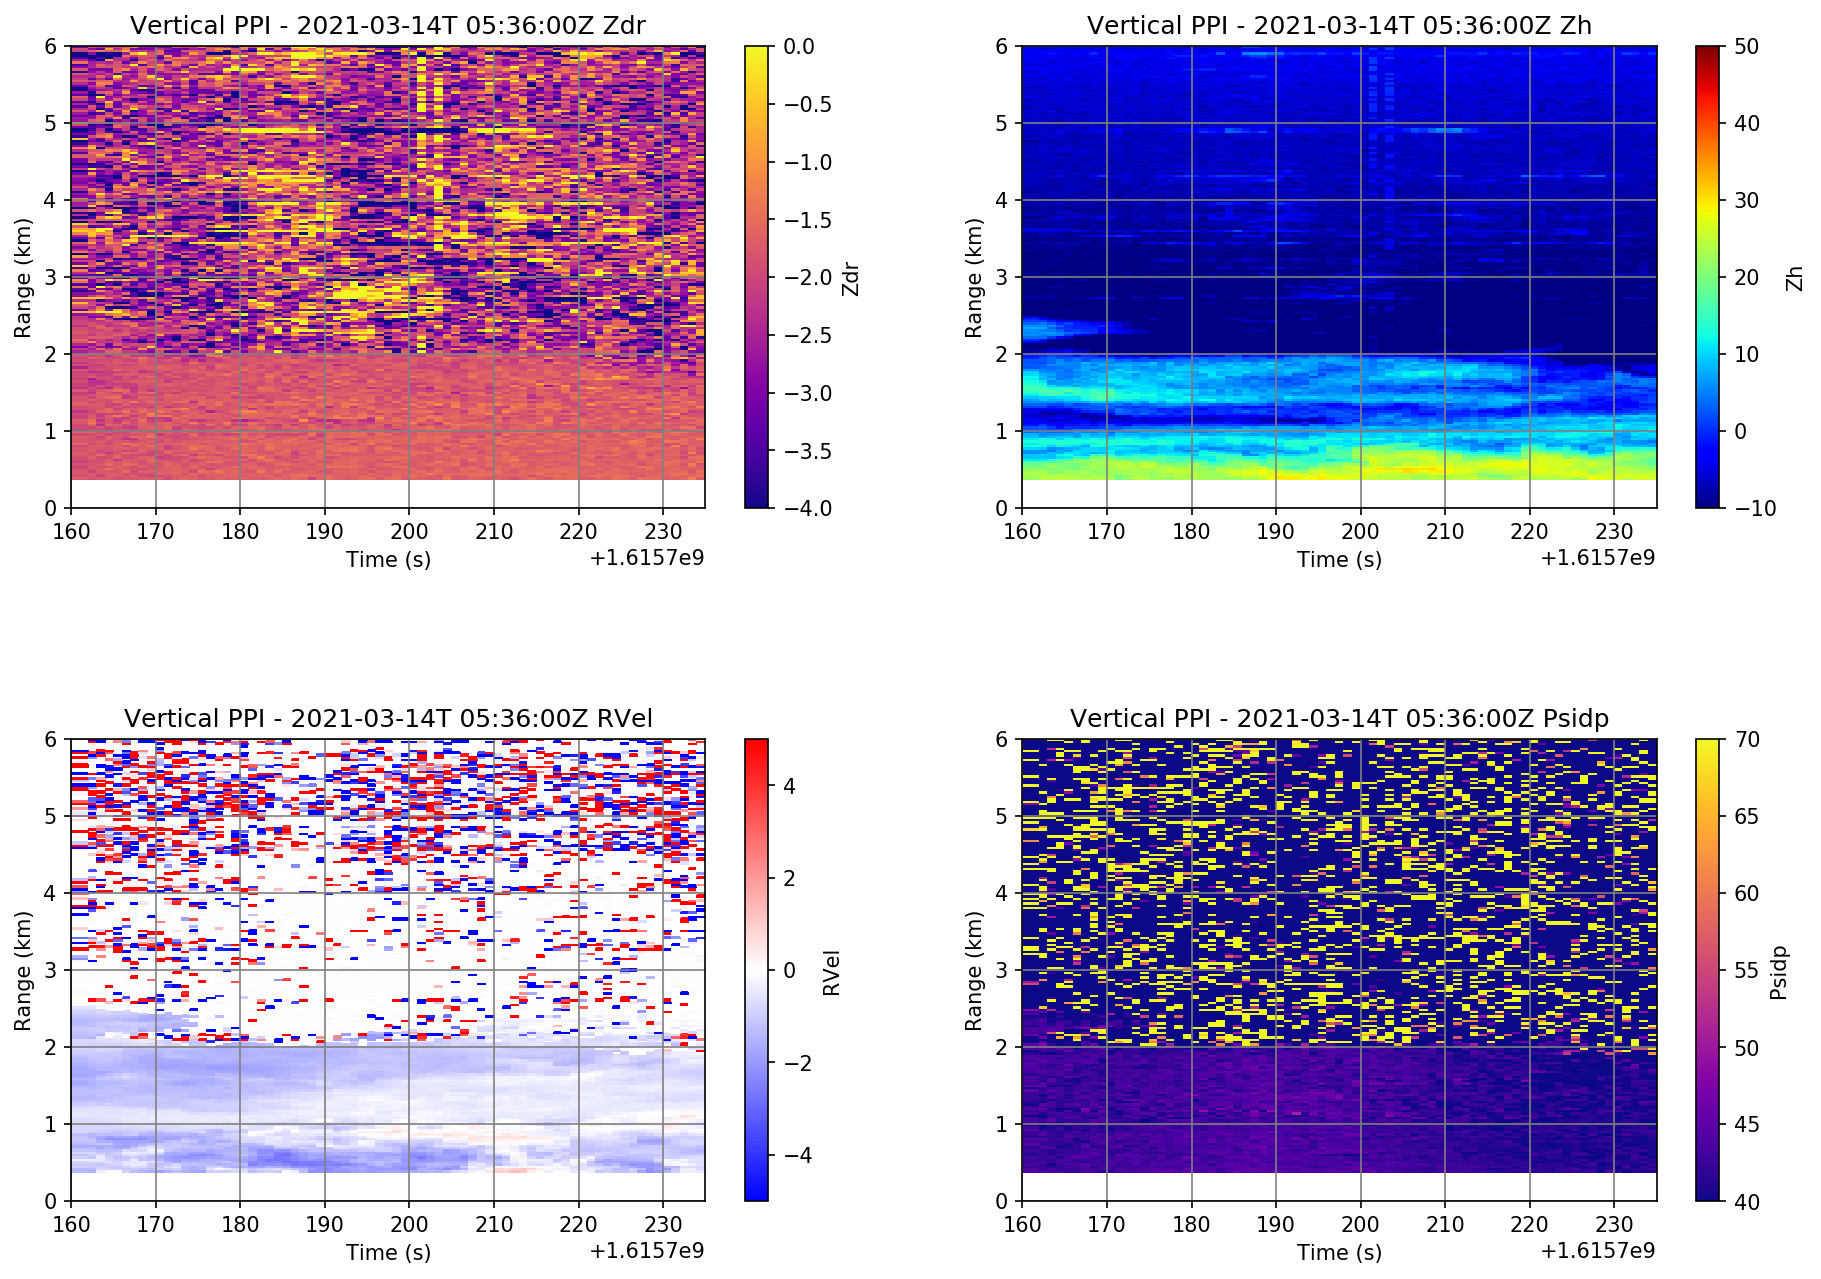 Vertical PPI - 2021-03-14T 05:36:00Z Zdr
6
5
4
3
2
1
0
Range (km)
160 170 180 190 200 210 220 230
Time (s)
+1.6157e9
0.0
−0.5
−1.0
−1.5
−2.0
−2.5
−3.0
−3.5
−4.0
Zdr
Vertical PPI - 2021-03-14T 05:36:00Z Zh
6
5
4
3
2
1
0
Range (km)
160 170 180 190 200 210 220 230
Time (s)
+1.6157e9
50
40
30
20
10
0
−10
Zh
Vertical PPI - 2021-03-14T 05:36:00Z RVel
6
5
4
3
2
1
0
Range (km)
160 170 180 190 200 210 220 230
Time (s)
+1.6157e9
4
2
0
−2
−4
RVel
Vertical PPI - 2021-03-14T 05:36:00Z Psidp
6
5
4
3
2
1
0
Range (km)
160 170 180 190 200 210 220 230
Time (s)
+1.6157e9
70
65
60
55
50
45
40
Psidp